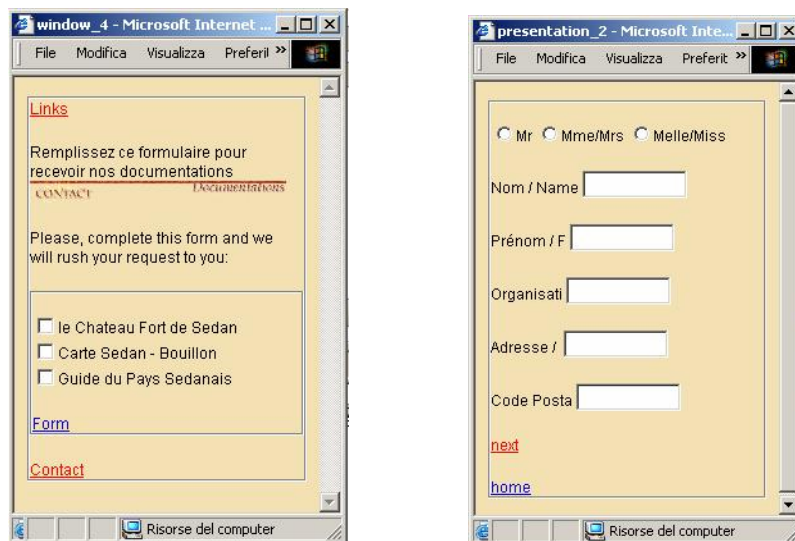 window_4 - Microsoft Internet ...
File Modifica Visualizza Preferil »
Links
Remplissez ce formulaire pour
recevoir nos documentations
CONTACT Documentations
Please, complete this form and we
will rush your request to you:
le Chateau Fort de Sedan
Carte Sedan - Bouillon
Guide du Pays Sedanais
Form
Contact
Risorse del computer
presentation_2 - Microsoft Inte...
File Modifica Visualizza Preferit »
Mr Mme/Mrs Melle/Miss
Nom / Name
Prénom / F
Organisati
Adresse /
Code Posta
next
home
Risorse del computer